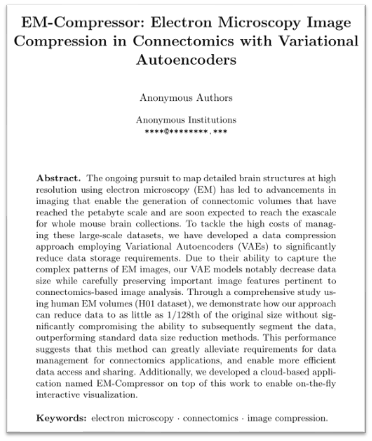 EM-Compressor: Electron Microscopy Image
Compression in Connectomics with Variational
Autoencoders
Anonymous Authors
Anonymous Institutions
****@********.***
Abstract. The ongoing pursuit to map detailed brain structures at high
resolution using electron microscopy (EM) has led to advancements in
imaging that enable the generation of connectomic volumes that have
reached the petabyte scale and are soon expected to reach the exascale
for whole mouse brain collections. To tackle the high costs of manag-
ing these large-scale datasets, we have developed a data compression
approach employing Variational Autoencoders (VAEs) to significantly
reduce data storage requirements. Due to their ability to capture the
complex patterns of EM images, our VAE models notably decrease data
size while carefully preserving important image features pertinent to
connectomics-based image analysis. Through a comprehensive study us-
ing human EM volumes (H01 dataset), we demonstrate how our approach
can reduce data to as little as 1/128th of the original size without sig-
nificantly compromising the ability to subsequently segment the data,
outperforming standard data size reduction methods. This performance
suggests that this method can greatly alleviate requirements for data
management for connectomics applications, and enable more efficient
data access and sharing. Additionally, we developed a cloud-based appli-
cation named EM-Compressor on top of this work to enable on-the-fly
interactive visualization.
Keywords: electron microscopy · connectomics · image compression.